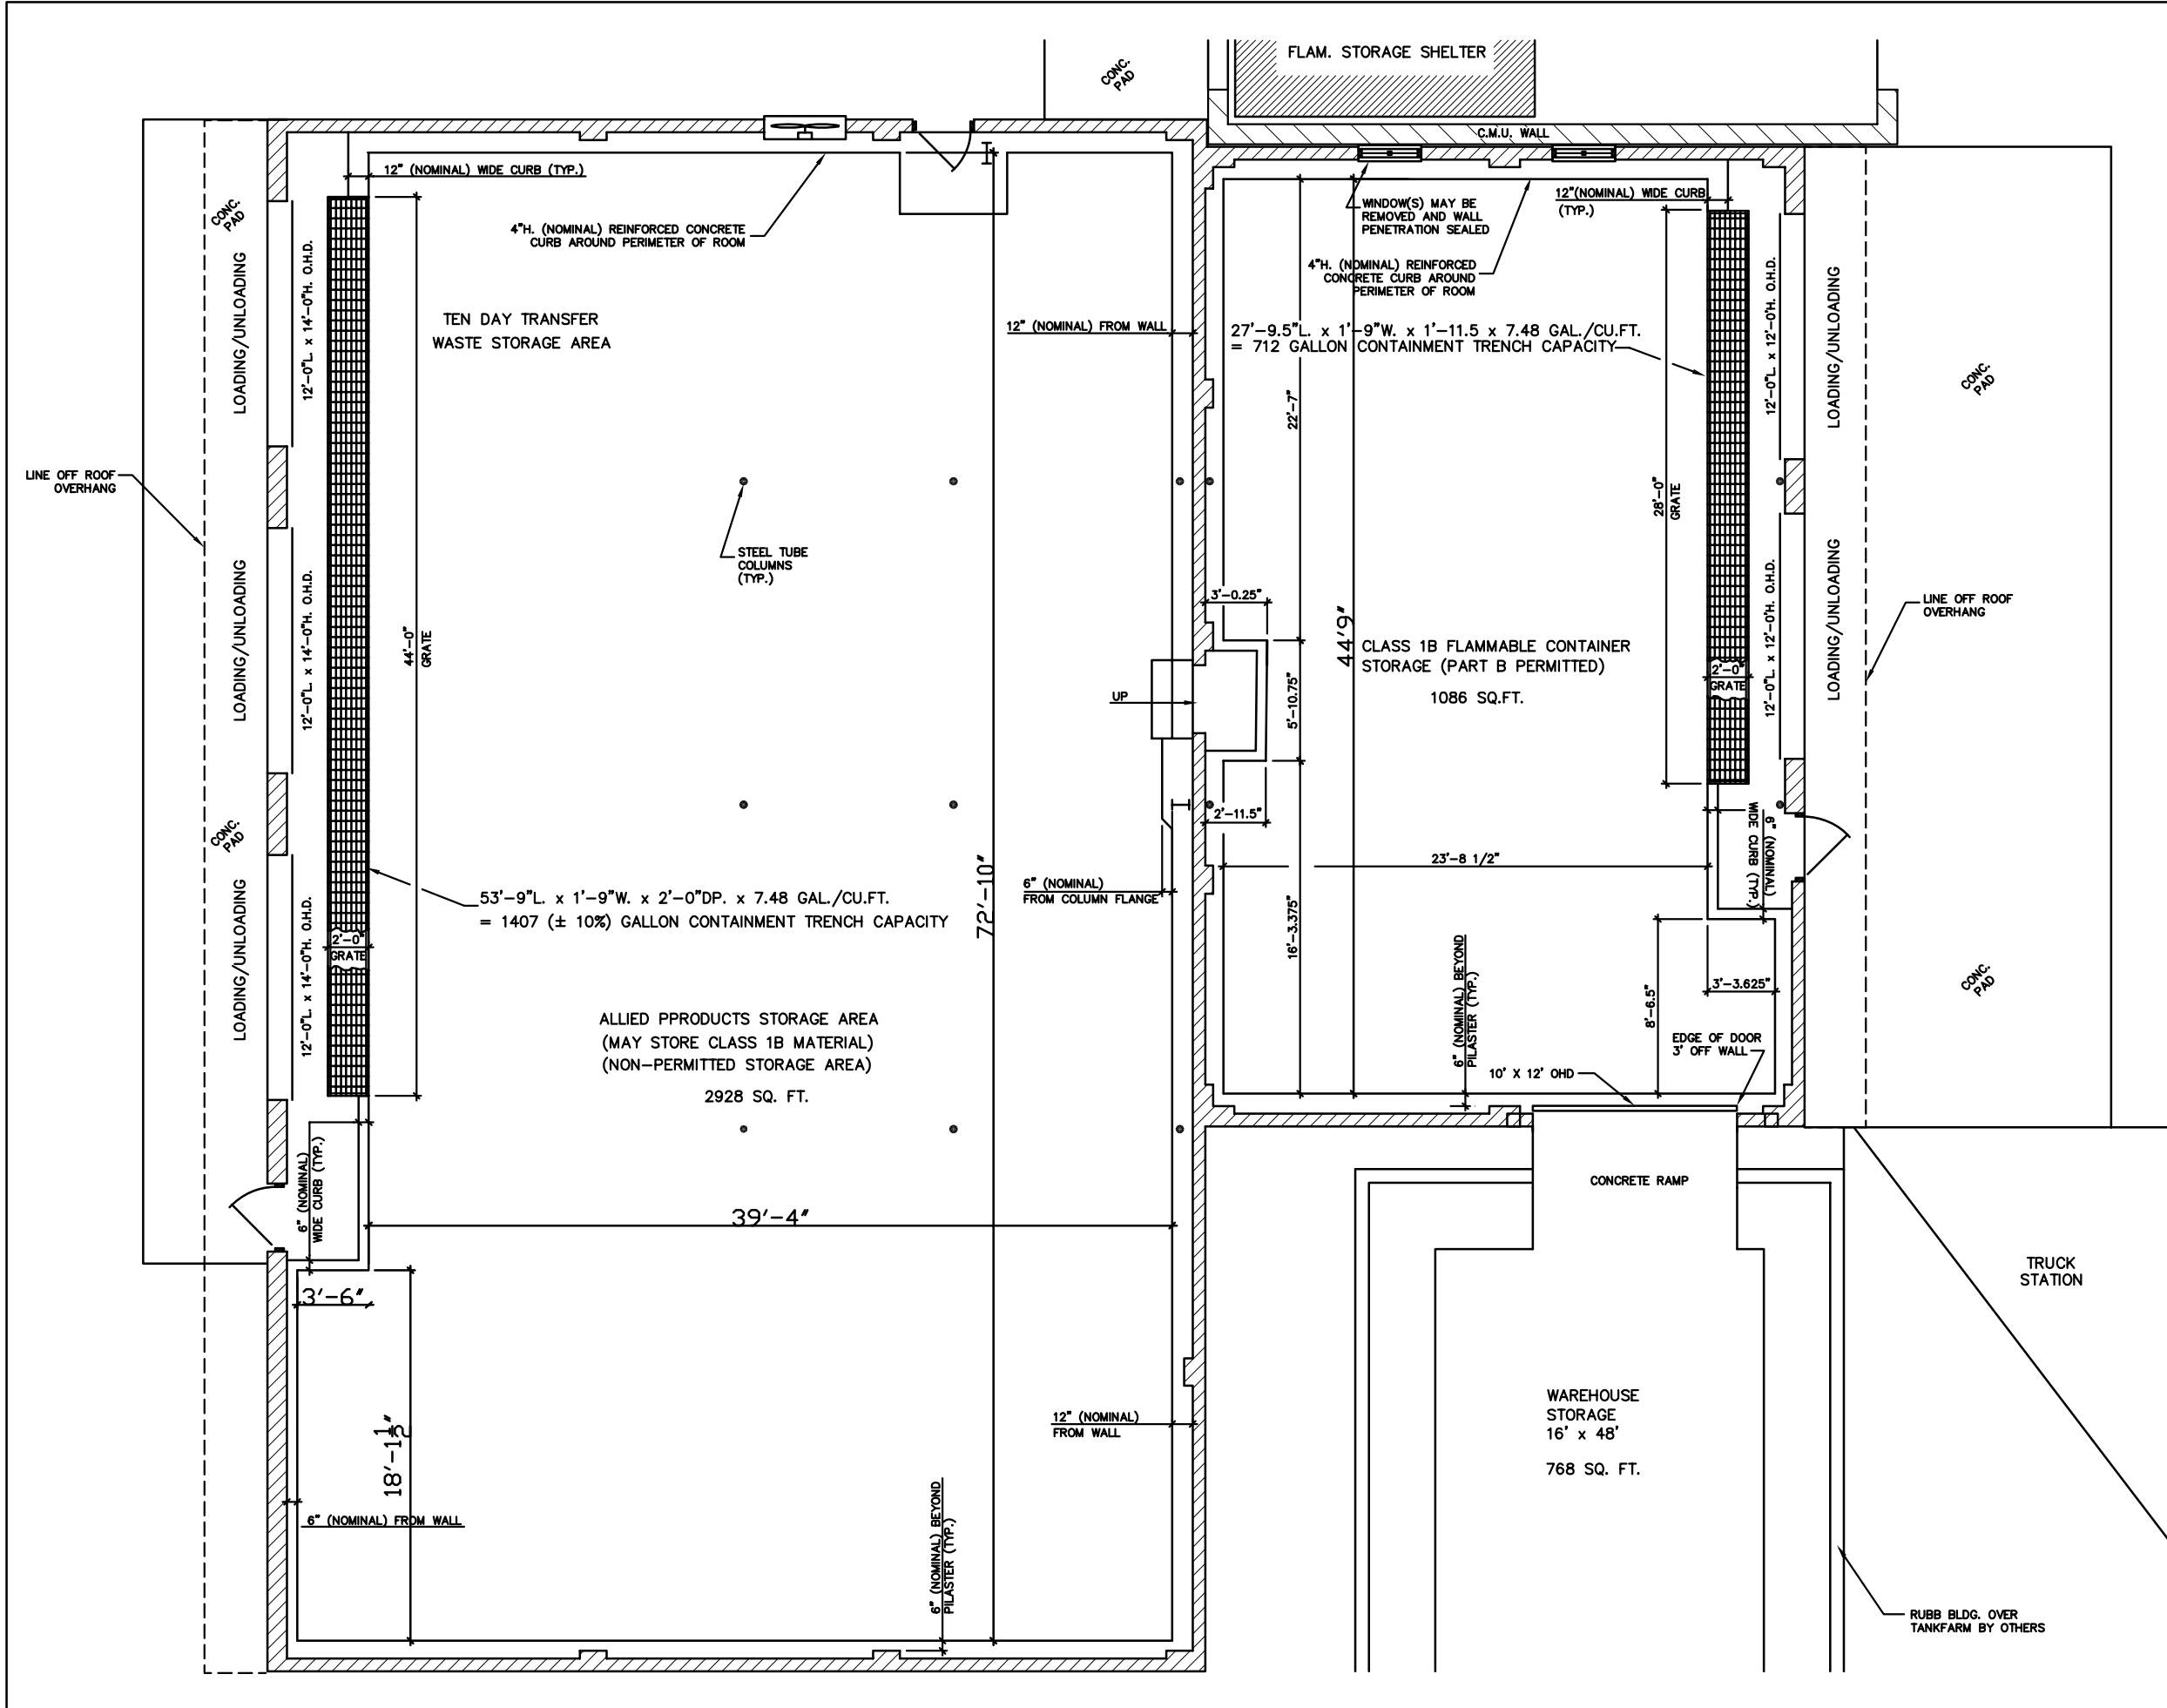 FLAM. STORAGE SHELTER
CONC.
PAD
C.M.U. WALL
12" (NOMINAL) WIDE CURB (TYP.)
4"H. (NOMINAL) REINFORCED CONCRETE
CURB AROUND PERIMETER OF ROOM
CONC.
PAD
LOADING/UNLOADING
12'-0"L. x 14'-0"H. O.H.D.
TEN DAY TRANSFER
WASTE STORAGE AREA
12" (NOMINAL) FROM WALL
WINDOW(S) MAY BE
REMOVED AND WALL
PENETRATION SEALED
12"(NOMINAL) WIDE CURB
(TYP.)
4"H. (NOMINAL) REINFORCED
CONCRETE CURB AROUND
PERIMETER OF ROOM
27'-9.5"L. x 1'-9"W. x 1'-11.5 x 7.48 GAL./CU.FT.
= 712 GALLON CONTAINMENT TRENCH CAPACITY
12'-0"L. x 12'-0"H. O.H.D.
LOADING/UNLOADING
CONC.
PAD
22'-7"
28'-0"
GRATE
LINE OFF ROOF
OVERHANG
STEEL TUBE
COLUMNS
(TYP.)
LOADING/UNLOADING
12'-0"L. x 14'-0"H. O.H.D.
44'-0"
GRATE
3'-0.25"
44'9"
CLASS 1B FLAMMABLE CONTAINER
STORAGE (PART B PERMITTED)
1086 SQ.FT.
2'-0"
GRATE
12'-0"L. x 12'-0"H. O.H.D.
LOADING/UNLOADING
LINE OFF ROOF
OVERHANG
UP
5'-10.75"
2'-11.5"
CONC.
PAD
6" (NOMINAL)
WIDE CURB (TYP.)
23'-8 1/2"
72'-10"
6" (NOMINAL)
FROM COLUMN FLANGE
53'-9"L. x 1'-9"W. x 2'-0"DP. x 7.48 GAL./CU.FT.
= 1407 (± 10%) GALLON CONTAINMENT TRENCH CAPACITY
2'-0"
GRATE
LOADING/UNLOADING
12'-0"L. x 14'-0"H. O.H.D.
16'-3.375"
6" (NOMINAL) BEYOND
PILASTER (TYP.)
8'-6.5"
3'-3.625"
CONC.
PAD
ALLIED PPRODUCTS STORAGE AREA
(MAY STORE CLASS 1B MATERIAL)
(NON-PERMITTED STORAGE AREA)
2928 SQ. FT.
EDGE OF DOOR
3' OFF WALL
10' X 12' OHD
6" (NOMINAL)
WIDE CURB (TYP.)
39'-4"
CONCRETE RAMP
TRUCK
STATION
3'-6"
18'-1 1/2"
12" (NOMINAL)
FROM WALL
WAREHOUSE
STORAGE
16' x 48'
768 SQ. FT.
6" (NOMINAL) FROM WALL
6" (NOMINAL) BEYOND
PILASTER (TYP.)
RUBB BLDG. OVER
TANKFARM BY OTHERS